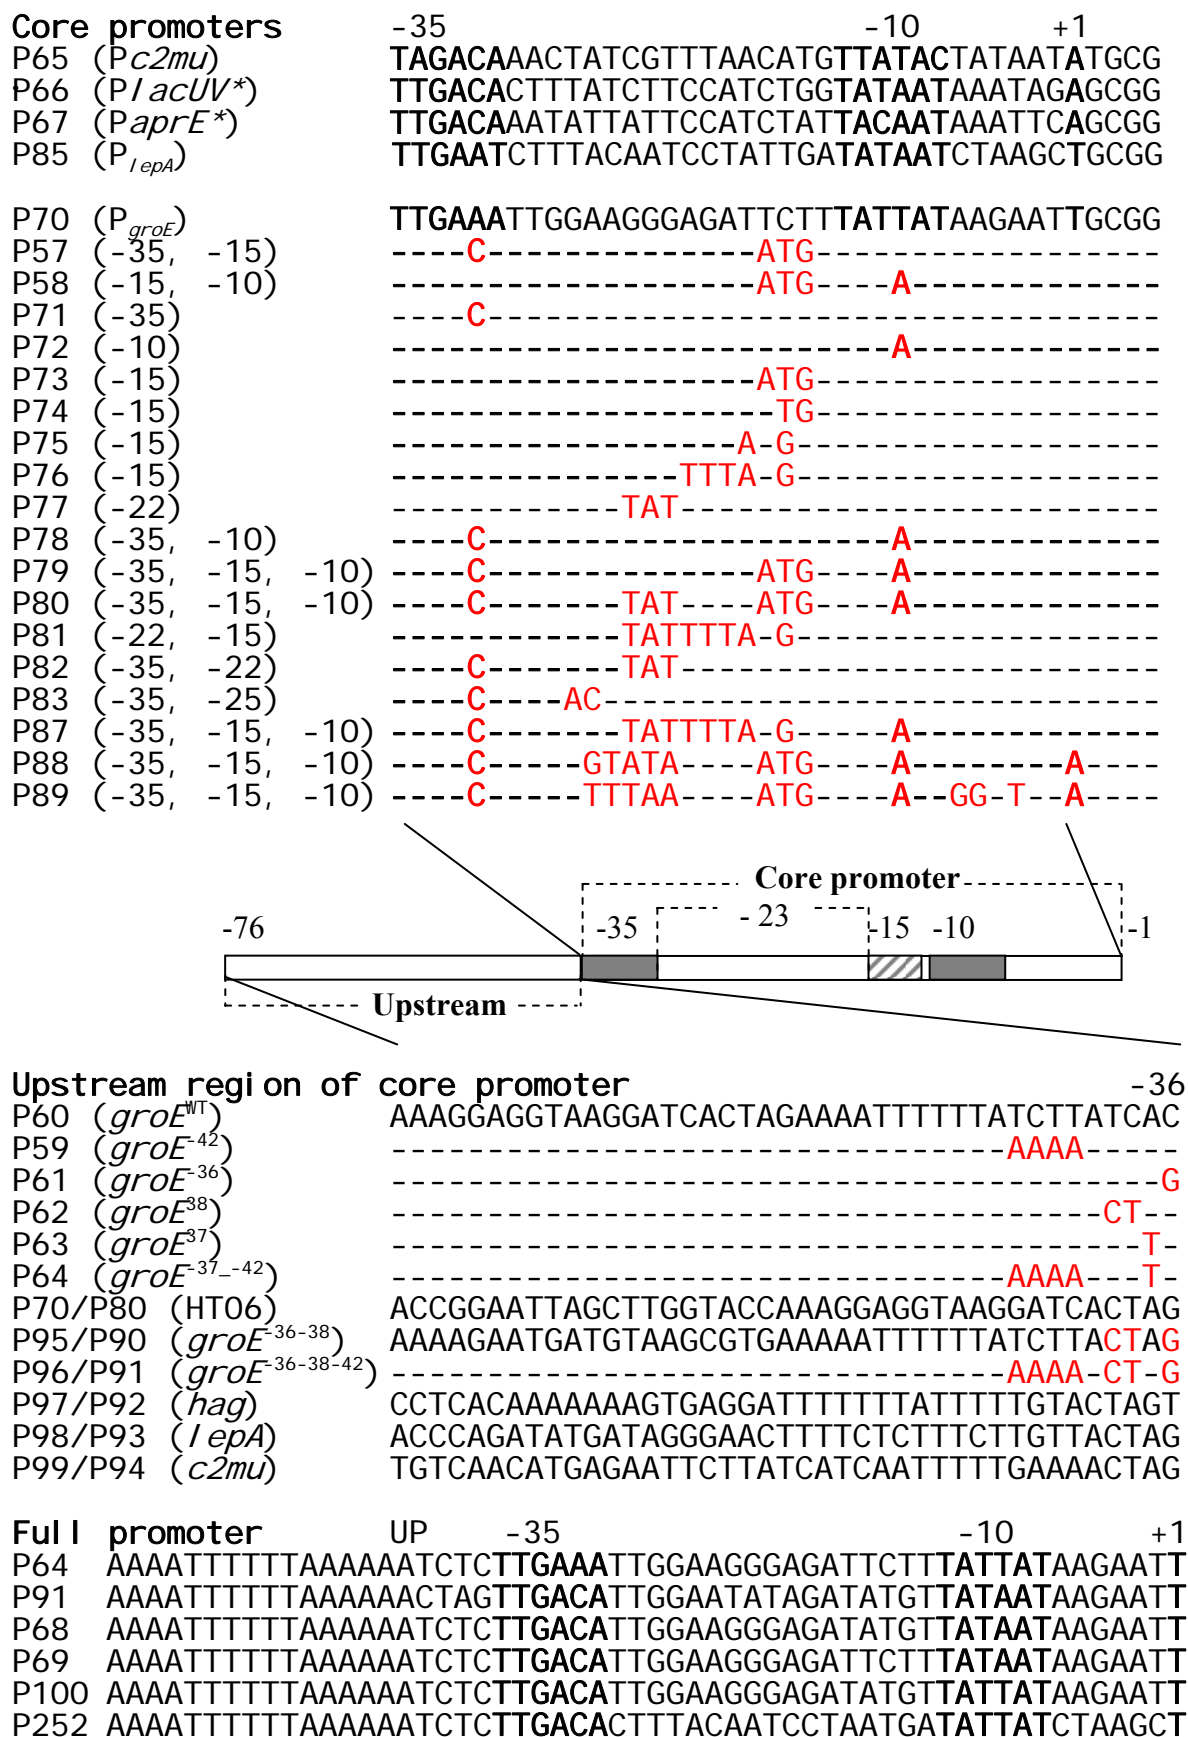 Core promoters -35 -10 +1
P65 (Pc2mu) TAGACAAACTATCGTTTAACATGTTATACTATAATATGCG
P66 (PlacUV*) TTGACACTTTATCTTCCATCTGGTATAATAAATAGAGCGG
P67 (PaprE*) TTGACAAATATTATTCCATCTATTACAATAAATTCAGCGG
P85 (PlepA) TTGAATCTTTACAATCCTATTGATATAATCTAAGCTGCGG
P70 (PgroE) TTGAAATTGGAAGGGAGATTCTTTATTATAAGAATTGCGG
P57 (-35, -15) ----C--------------ATG------------------
P58 (-15, -10) -------------------ATG----A-------------
P71 (-35) ----C-----------------------------------
P72 (-10) --------------------------A-------------
P73 (-15) -------------------ATG------------------
P74 (-15) --------------------TG------------------
P75 (-15) ------------------A-G-------------------
P76 (-15) ---------------TTTA-G-------------------
P77 (-22) ------------TAT-------------------------
P78 (-35, -10) ----C---------------------A-------------
P79 (-35, -15, -10) ----C--------------ATG----A-------------
P80 (-35, -15, -10) ----C-------TAT----ATG----A-------------
P81 (-22, -15) ------------TATTTTA-G-------------------
P82 (-35, -22) ----C-------TAT-------------------------
P83 (-35, -25) ----C----AC-----------------------------
P87 (-35, -15, -10) ----C-------TATTTTA-G-----A-------------
P88 (-35, -15, -10) ----C-----GTATA----ATG----A--------A----
P89 (-35, -15, -10) ----C-----TTTAA----ATG----A--GG-T--A----
Core promoter
-76 -35 - 23 -15 -10 -1
Upstream
Upstream region of core promoter -36
P60 (groE^WT) AAAGGAGGTAAGGATCACTAGAAAATTTTTTATCTTATCAC
P59 (groE^-42) --------------------------------AAAA-----
P61 (groE^-36) ----------------------------------------G
P62 (groE^38) -------------------------------------CT--
P63 (groE^37) ---------------------------------------T-
P64 (groE^-37_-42) --------------------------------AAAA---T-
P70/P80 (HT06) ACCGGAATTAGCTTGGTACCAAAGGAGGTAAGGATCACTAG
P95/P90 (groE^-36-38) AAAAGAATGATGTAAGCGTGAAAAATTTTTTATCTTACTAG
P96/P91 (groE^-36-38-42) --------------------------------AAAA-CT-G
P97/P92 (hag) CCTCACAAAAAAAGTGAGGATTTTTTTATTTTTGTACTAGT
P98/P93 (lepA) ACCCAGATATGATAGGGAACTTTTCTCTTTCTTGTTACTAG
P99/P94 (c2mu) TGTCAACATGAGAATTCTTATCATCAATTTTTGAAAACTAG
Full promoter UP -35 -10 +1
P64 AAAATTTTTTAAAAAATCTCTTGAAATTGGAAGGGAGATTCTTTATTATAAGAATT
P91 AAAATTTTTTAAAAAACTAGTTGACATTGGAATATAGATATGTTATAATAAGAATT
P68 AAAATTTTTTAAAAAATCTCTTGACATTGGAAGGGAGATATGTTATAATAAGAATT
P69 AAAATTTTTTAAAAAATCTCTTGACATTGGAAGGGAGATTCTTTATAATAAGAATT
P100 AAAATTTTTTAAAAAATCTCTTGACATTGGAAGGGAGATATGTTATTATAAGAATT
P252 AAAATTTTTTAAAAAATCTCTTGACACTTTACAATCCTAATGATATTATCTAAGCT